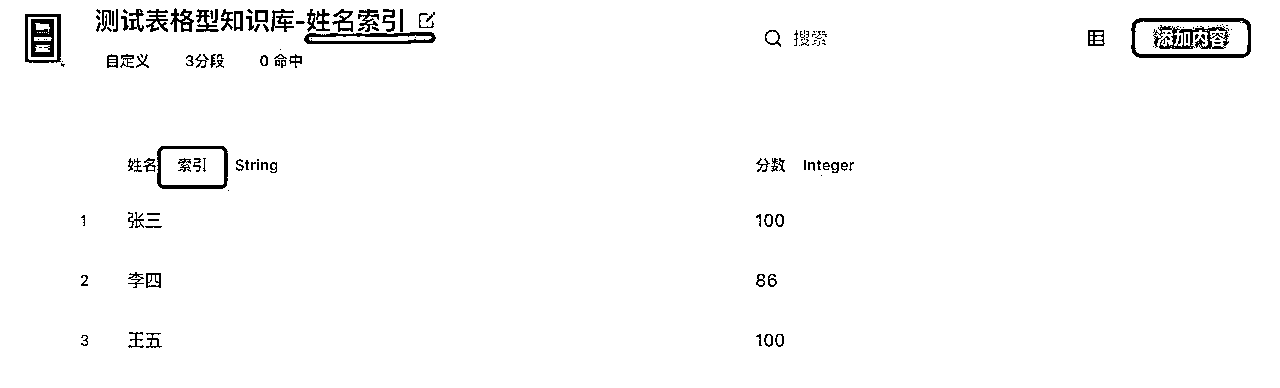 测试表格型知识库-姓名索引
搜索
添加内容
自定义 3分段 0 命中
姓名 索引 String 分数 Integer
1 张三 100
2 李四 86
3 王五 100